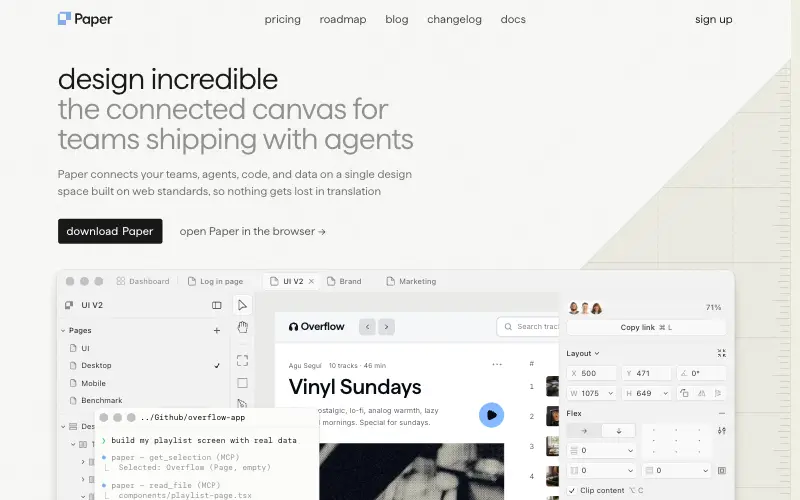 Paper
pricing roadmap blog changelog docs
sign up
design incredible
the connected canvas for
teams shipping with agents
Paper connects your teams, agents, code, and data on a single design
space built on web standards, so nothing gets lost in translation
download Paper
open Paper in the browser →
Dashboard
Log in page
UI V2
Brand
Marketing
UI V2
Pages
UI
Desktop
Mobile
Benchmark
../Github/overflow-app
> build my playlist screen with real data
paper – get_selection (MCP)
Selected: Overflow (Page, empty)
paper – read_file (MCP)
components/playlist-page.tsx
Overflow
Search
Agu Segui 10 tracks · 46 min
Vinyl Sundays
lo-fi, analog warmth, lazy
mornings. Special for sundays.
#
1
2
3
4
71%
Copy link ⌘ L
Layout
X 500
Y 471
0°
W 1075
H 649
Flex
0
0
0
Clip content ⌥ C